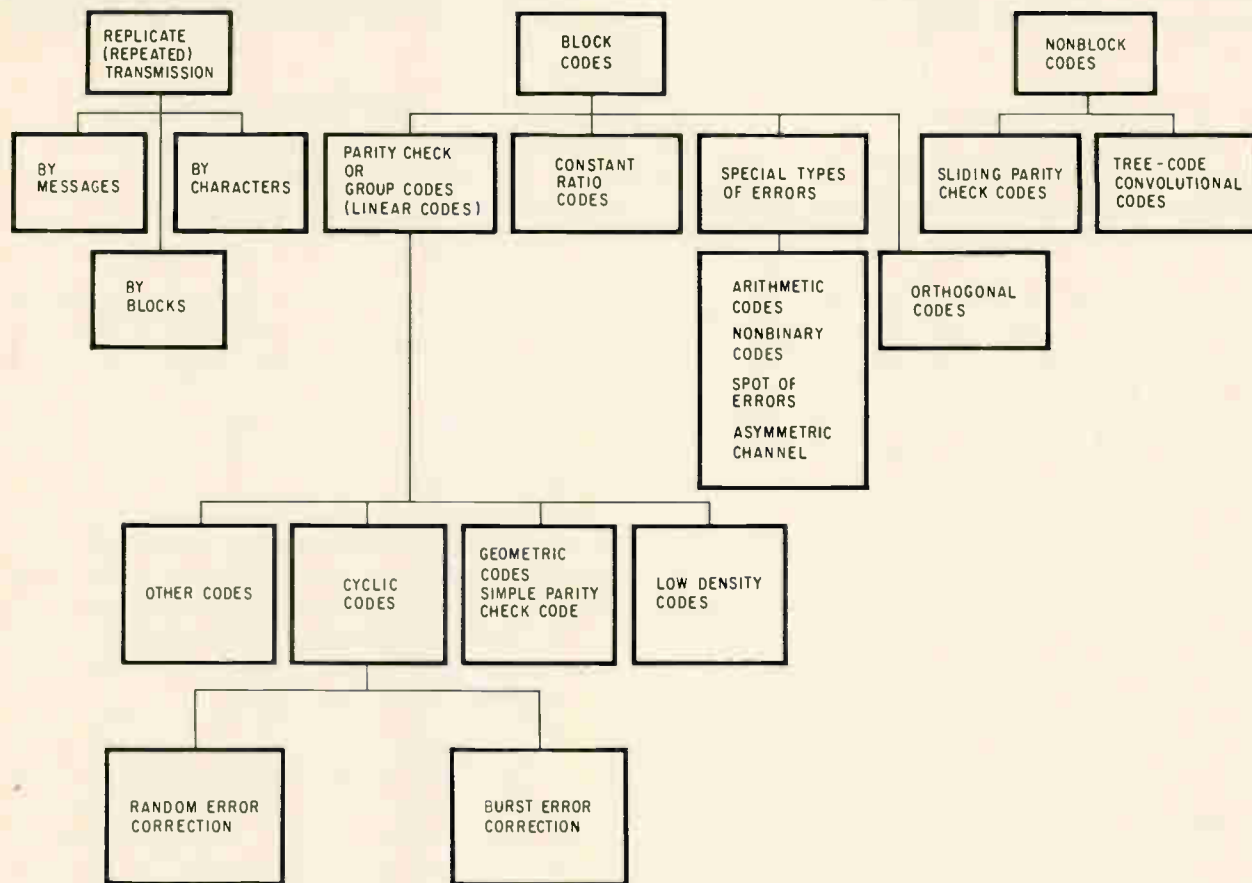 REPLICATE
(REPEATED)
TRANSMISSION
BLOCK
CODES
NONBLOCK
CODES
BY
MESSAGES
BY
CHARACTERS
PARITY CHECK
OR
GROUP CODES
(LINEAR CODES)
CONSTANT
RATIO
CODES
SPECIAL TYPES
OF ERRORS
SLIDING PARITY
CHECK CODES
TREE-CODE
CONVOLUTIONAL
CODES
BY
BLOCKS
ARITHMETIC
CODES
NONBINARY
CODES
SPOT OF
ERRORS
ASYMMETRIC
CHANNEL
ORTHOGONAL
CODES
OTHER CODES
CYCLIC
CODES
GEOMETRIC
CODES
SIMPLE PARITY
CHECK CODE
LOW DENSITY
CODES
RANDOM ERROR
CORRECTION
BURST ERROR
CORRECTION